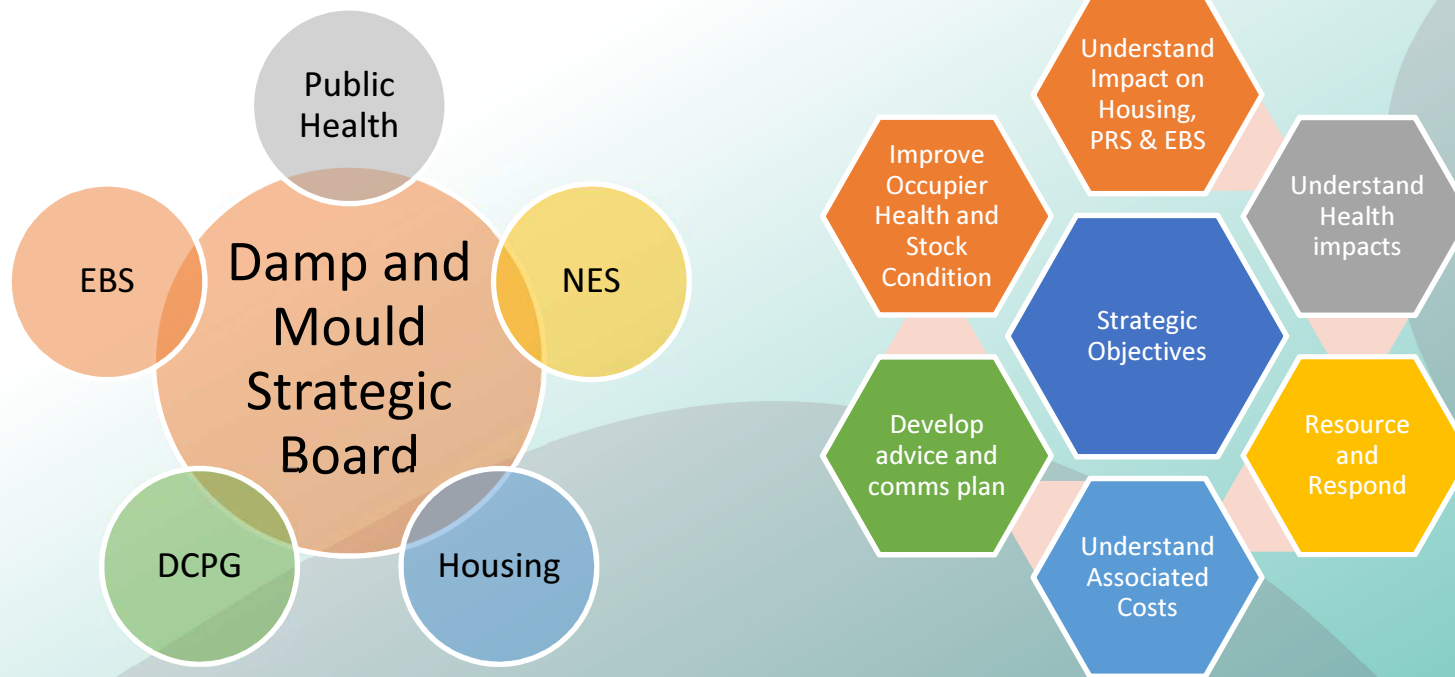 Public
Health
EBS
Damp and
Mould
Strategic
Board
NES
DCPG
Housing
Understand
Impact on
Housing,
PRS & EBS
Improve
Occupier
Health and
Stock
Condition
Understand
Health
impacts
Strategic
Objectives
Develop
advice and
comms plan
Resource
and
Respond
Understand
Associated
Costs